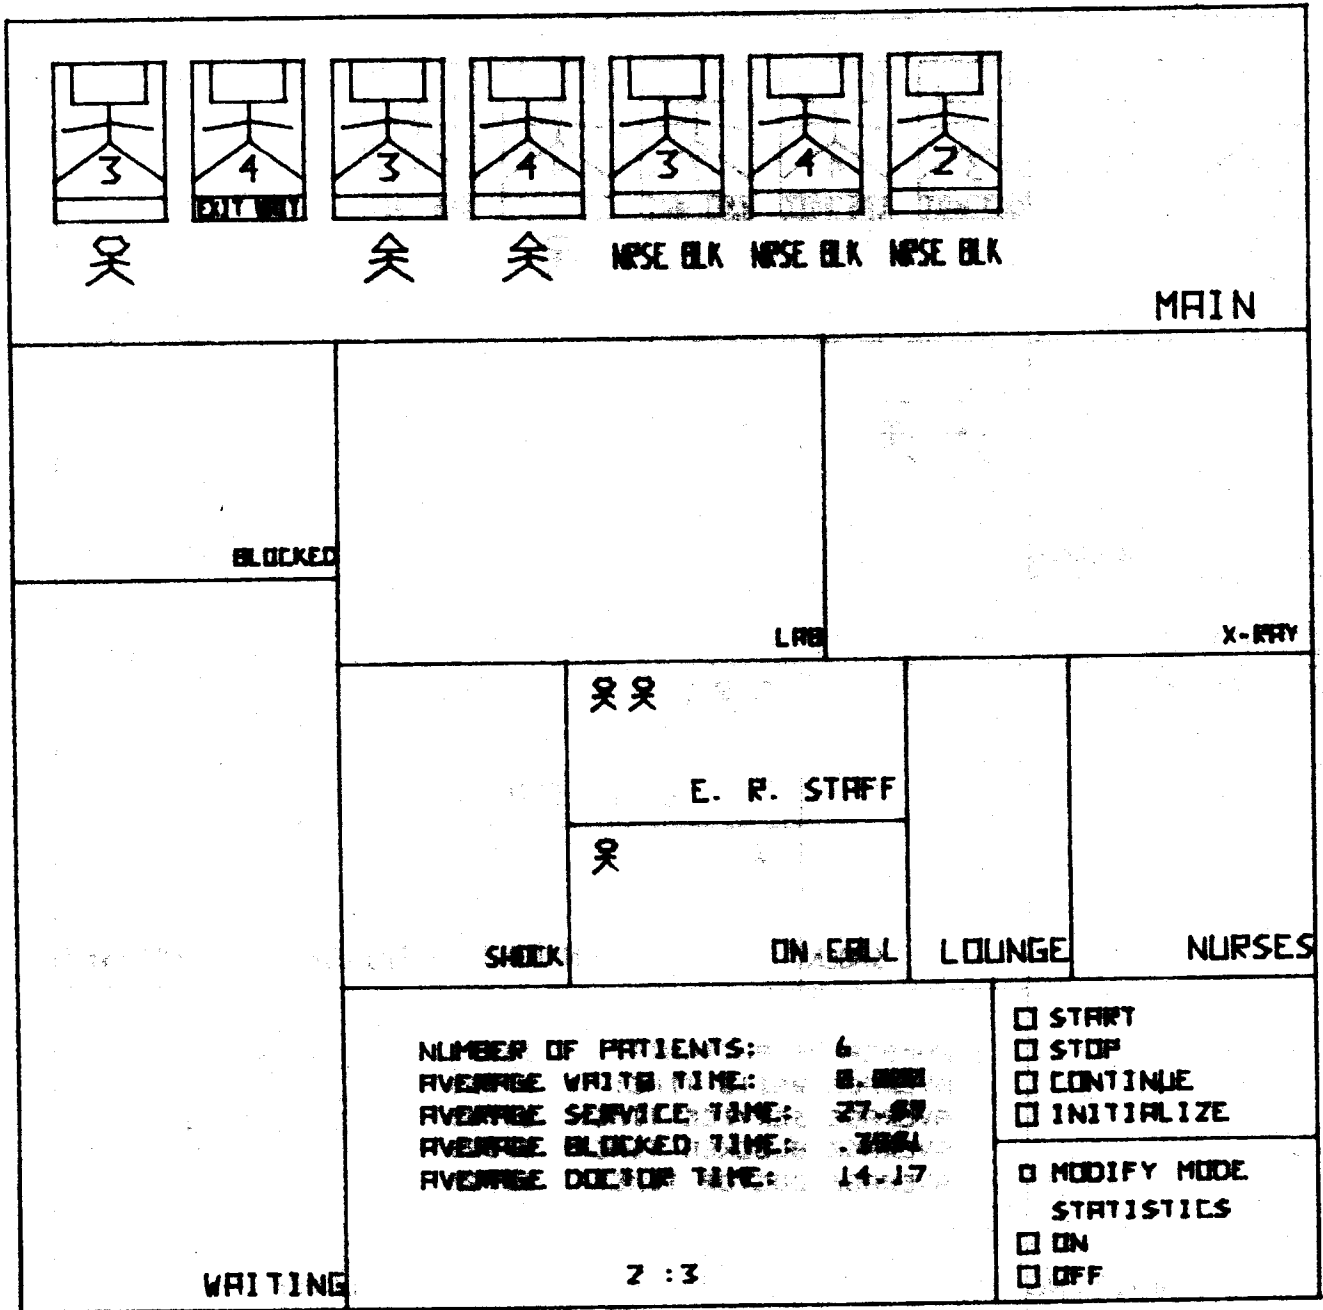 3 4 3 4 3 4 2
EXIT WAIT
NRSE BLK NRSE BLK NRSE BLK
MAIN
BLOCKED
LAB
X-RAY
E. R. STAFF
SHOCK
ON CALL
LOUNGE
NURSES
NUMBER OF PATIENTS: 6
AVERAGE TIME:
AVERAGE SERVICE TIME:
AVERAGE BLOCKED TIME:
AVERAGE DOCTOR TIME: 14.17
2 :3
WAITING
START
STOP
CONTINUE
INITIALIZE
MODIFY MODE
STATISTICS
ON
OFF